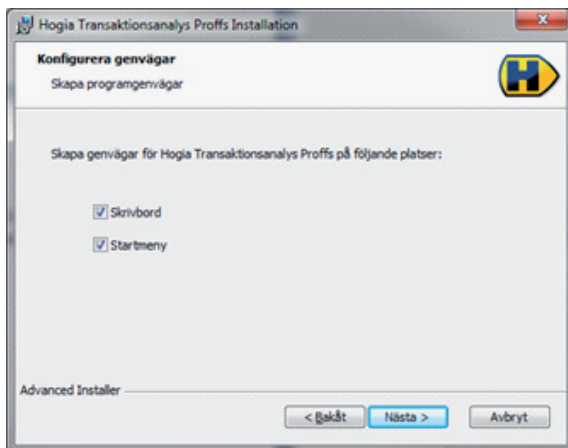 Hogia Transaktionsanalys Proffs Installation
Konfigurera genvägar
Skapa programgenvägar
H
Skapa genvägar för Hogia Transaktionsanalys Proffs på följande platser:
Skrivbord
Startmeny
Advanced Installer
< Bakåt Nästa > Avbryt